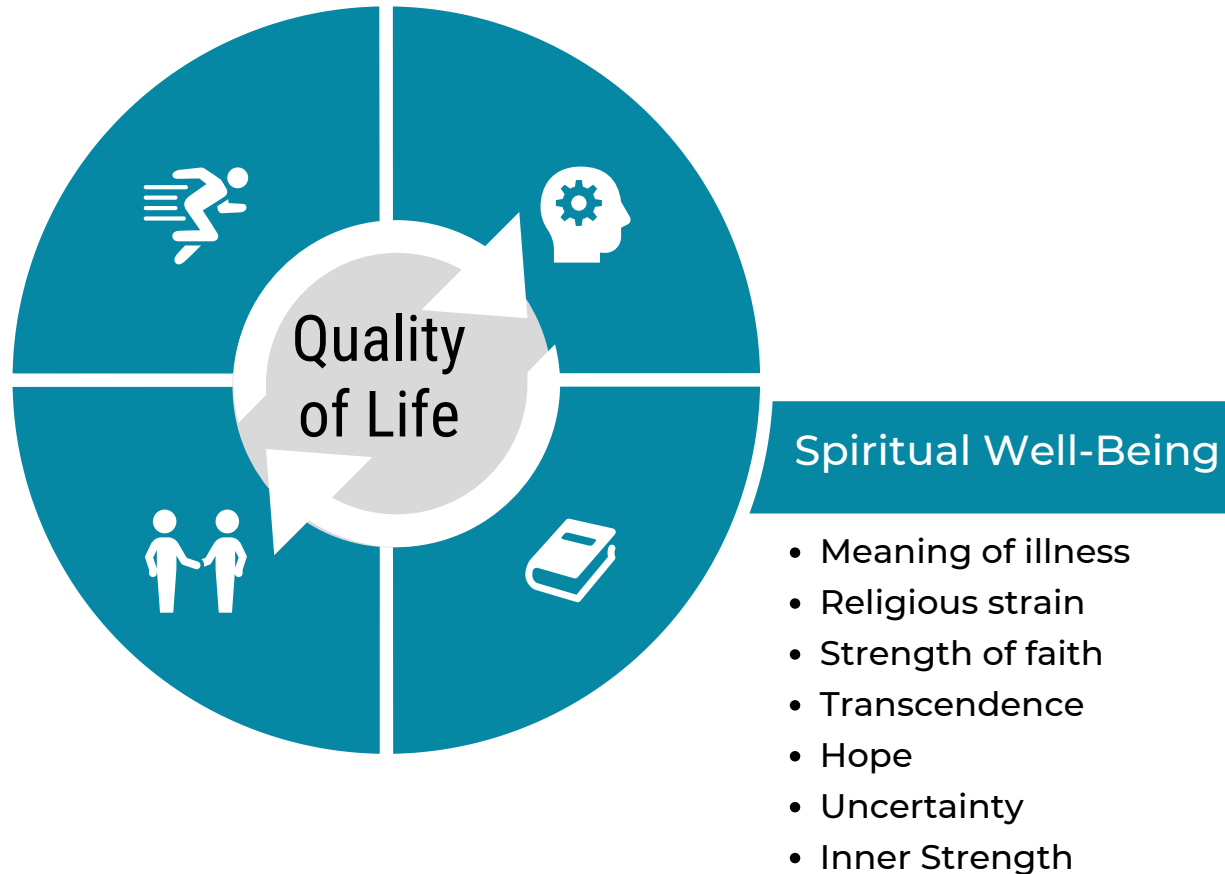 Quality
of Life
Spiritual Well-Being
• Meaning of illness
• Religious strain
• Strength of faith
• Transcendence
• Hope
• Uncertainty
• Inner Strength